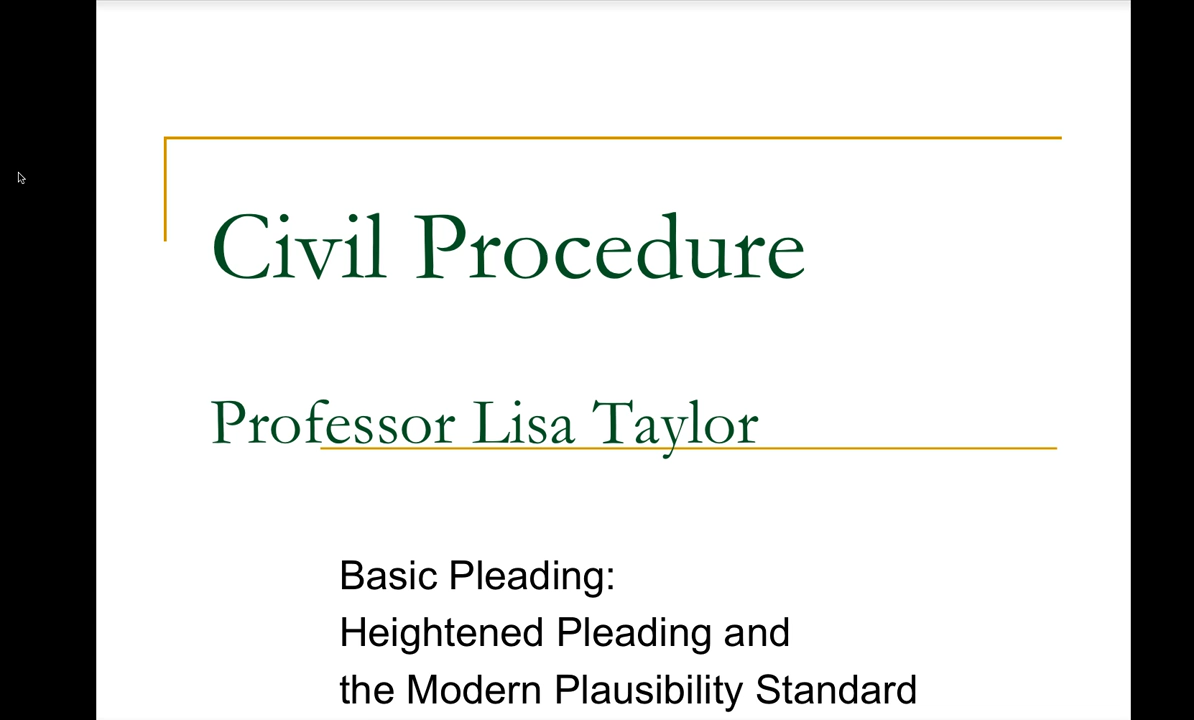 Civil Procedure
Professor Lisa Taylor
Basic Pleading:
Heightened Pleading and
the Modern Plausibility Standard